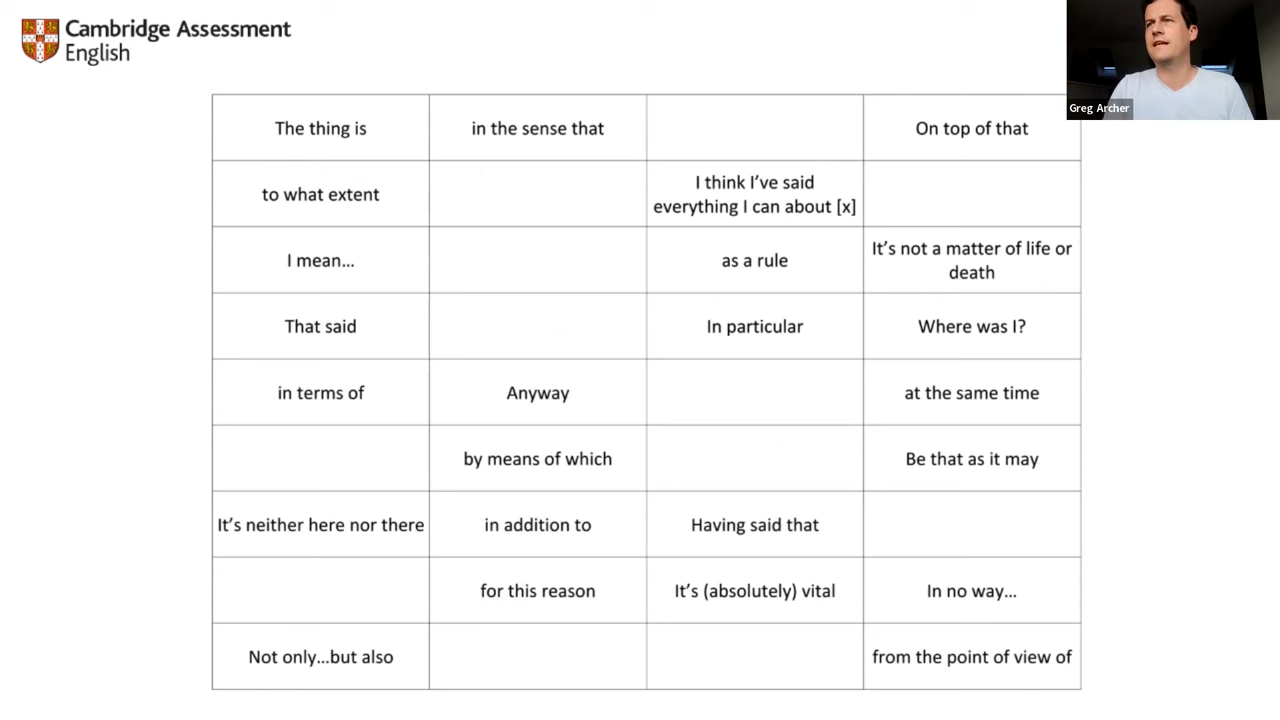 Cambridge Assessment
English
Greg Archer
The thing is
in the sense that
On top of that
to what extent
I think I’ve said
everything I can about [x]
I mean...
as a rule
It’s not a matter of life or
death
That said
In particular
Where was I?
in terms of
Anyway
at the same time
by means of which
Be that as it may
It’s neither here nor there
in addition to
Having said that
for this reason
It’s (absolutely) vital
In no way...
Not only...but also
from the point of view of